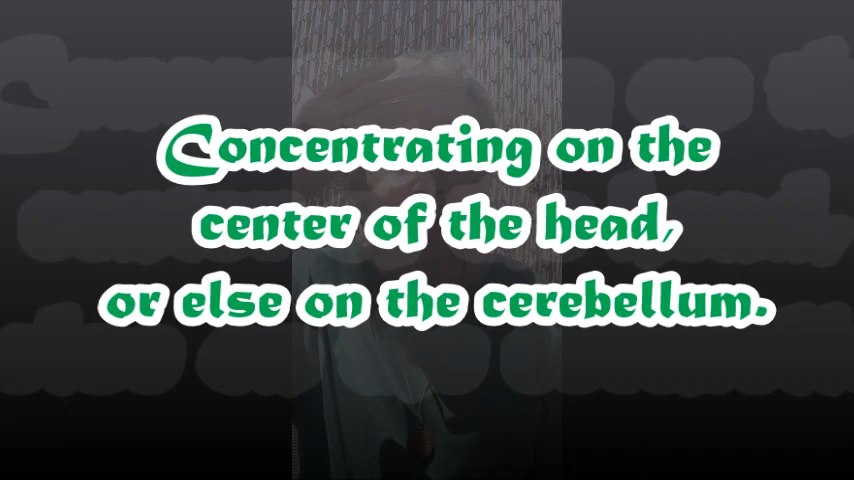 Concentrating on the
center of the head,
or else on the cerebellum.